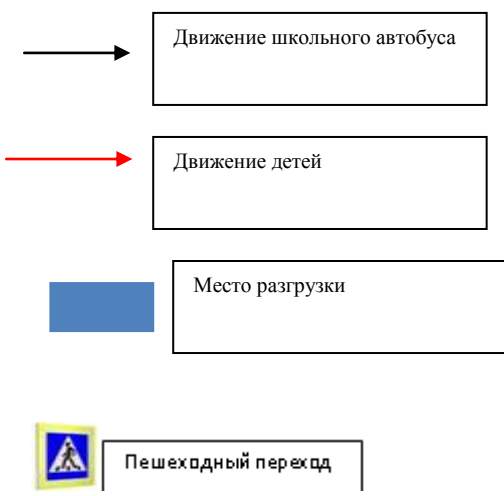 Движение школьного автобуса
Движение детей
Место разгрузки
Пешеходный переход